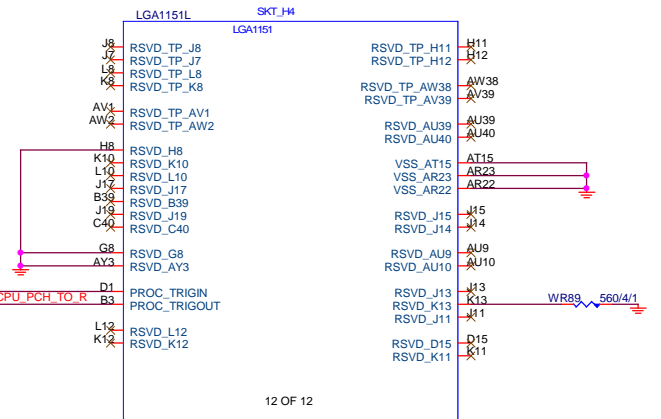 LGA1151L SKT_H4
LGA1151
J8 RSVD_TP_J8 RSVD_TP_H11 H11
J7 RSVD_TP_J7 RSVD_TP_H12 H12
L8 RSVD_TP_L8
K8 RSVD_TP_K8 RSVD_TP_AW38 AW38
RSVD_TP_AV39 AV39
AV1 RSVD_TP_AV1
AW2 RSVD_TP_AW2 RSVD_AU39 AU39
RSVD_AU40 AU40
H8 RSVD_H8
K10 RSVD_K10 VSS_AT15 AT15
L10 RSVD_L10 VSS_AR23 AR23
J17 RSVD_J17 VSS_AR22 AR22
B39 RSVD_B39
J19 RSVD_J19 RSVD_J15 J15
C40 RSVD_C40 RSVD_J14 J14
G8 RSVD_G8 RSVD_AU9 AU9
AY3 RSVD_AY3 RSVD_AU10 AU10
D1 PROC_TRIGIN RSVD_J13 J13
CPU_PCH_TO_R B3 PROC_TRIGOUT RSVD_K13 K13 WR89 560/4/1
RSVD_J11 J11
L12 RSVD_L12
K12 RSVD_K12 RSVD_D15 D15
RSVD_K11 K11
12 OF 12